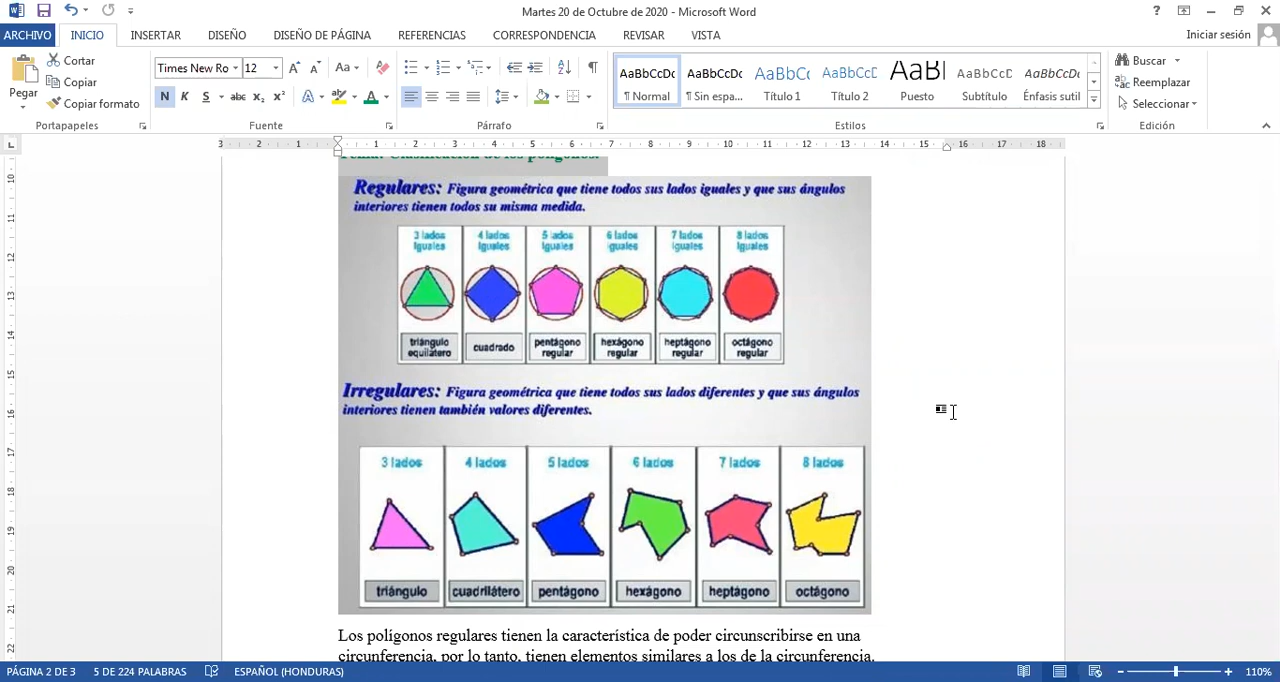 Martes 20 de Octubre de 2020 - Microsoft Word
ARCHIVO INICIO INSERTAR DISEÑO DISEÑO DE PÁGINA REFERENCIAS CORRESPONDENCIA REVISAR VISTA Iniciar sesión
Pegar
Cortar
Copiar
Copiar formato
Portapapeles
Times New Ro 12
Fuente
Párrafo
AaBbCcDc AaBbCcDc AaBbCc AaBbCcC AaBl AaBbCcD AaBbCcDc
¶ Normal ¶ Sin espa... Título 1 Título 2 Puesto Subtítulo Énfasis sutil
Estilos
Buscar
Reemplazar
Seleccionar
Edición
Tema: Clasificación de los polígonos.
Regulares: Figura geométrica que tiene todos sus lados iguales y que sus ángulos
interiores tienen todos su misma medida.
3 lados iguales 4 lados iguales 5 lados iguales 6 lados iguales 7 lados iguales 8 lados iguales
triángulo equilátero cuadrado pentágono regular hexágono regular heptágono regular octágono regular
Irregulares: Figura geométrica que tiene todos sus lados diferentes y que sus ángulos
interiores tienen también valores diferentes.
3 lados 4 lados 5 lados 6 lados 7 lados 8 lados
triángulo cuadrilátero pentágono hexágono heptágono octágono
Los polígonos regulares tienen la característica de poder circunscribirse en una
circunferencia, por lo tanto, tienen elementos similares a los de la circunferencia.
PÁGINA 2 DE 3 5 DE 224 PALABRAS ESPAÑOL (HONDURAS) 110%